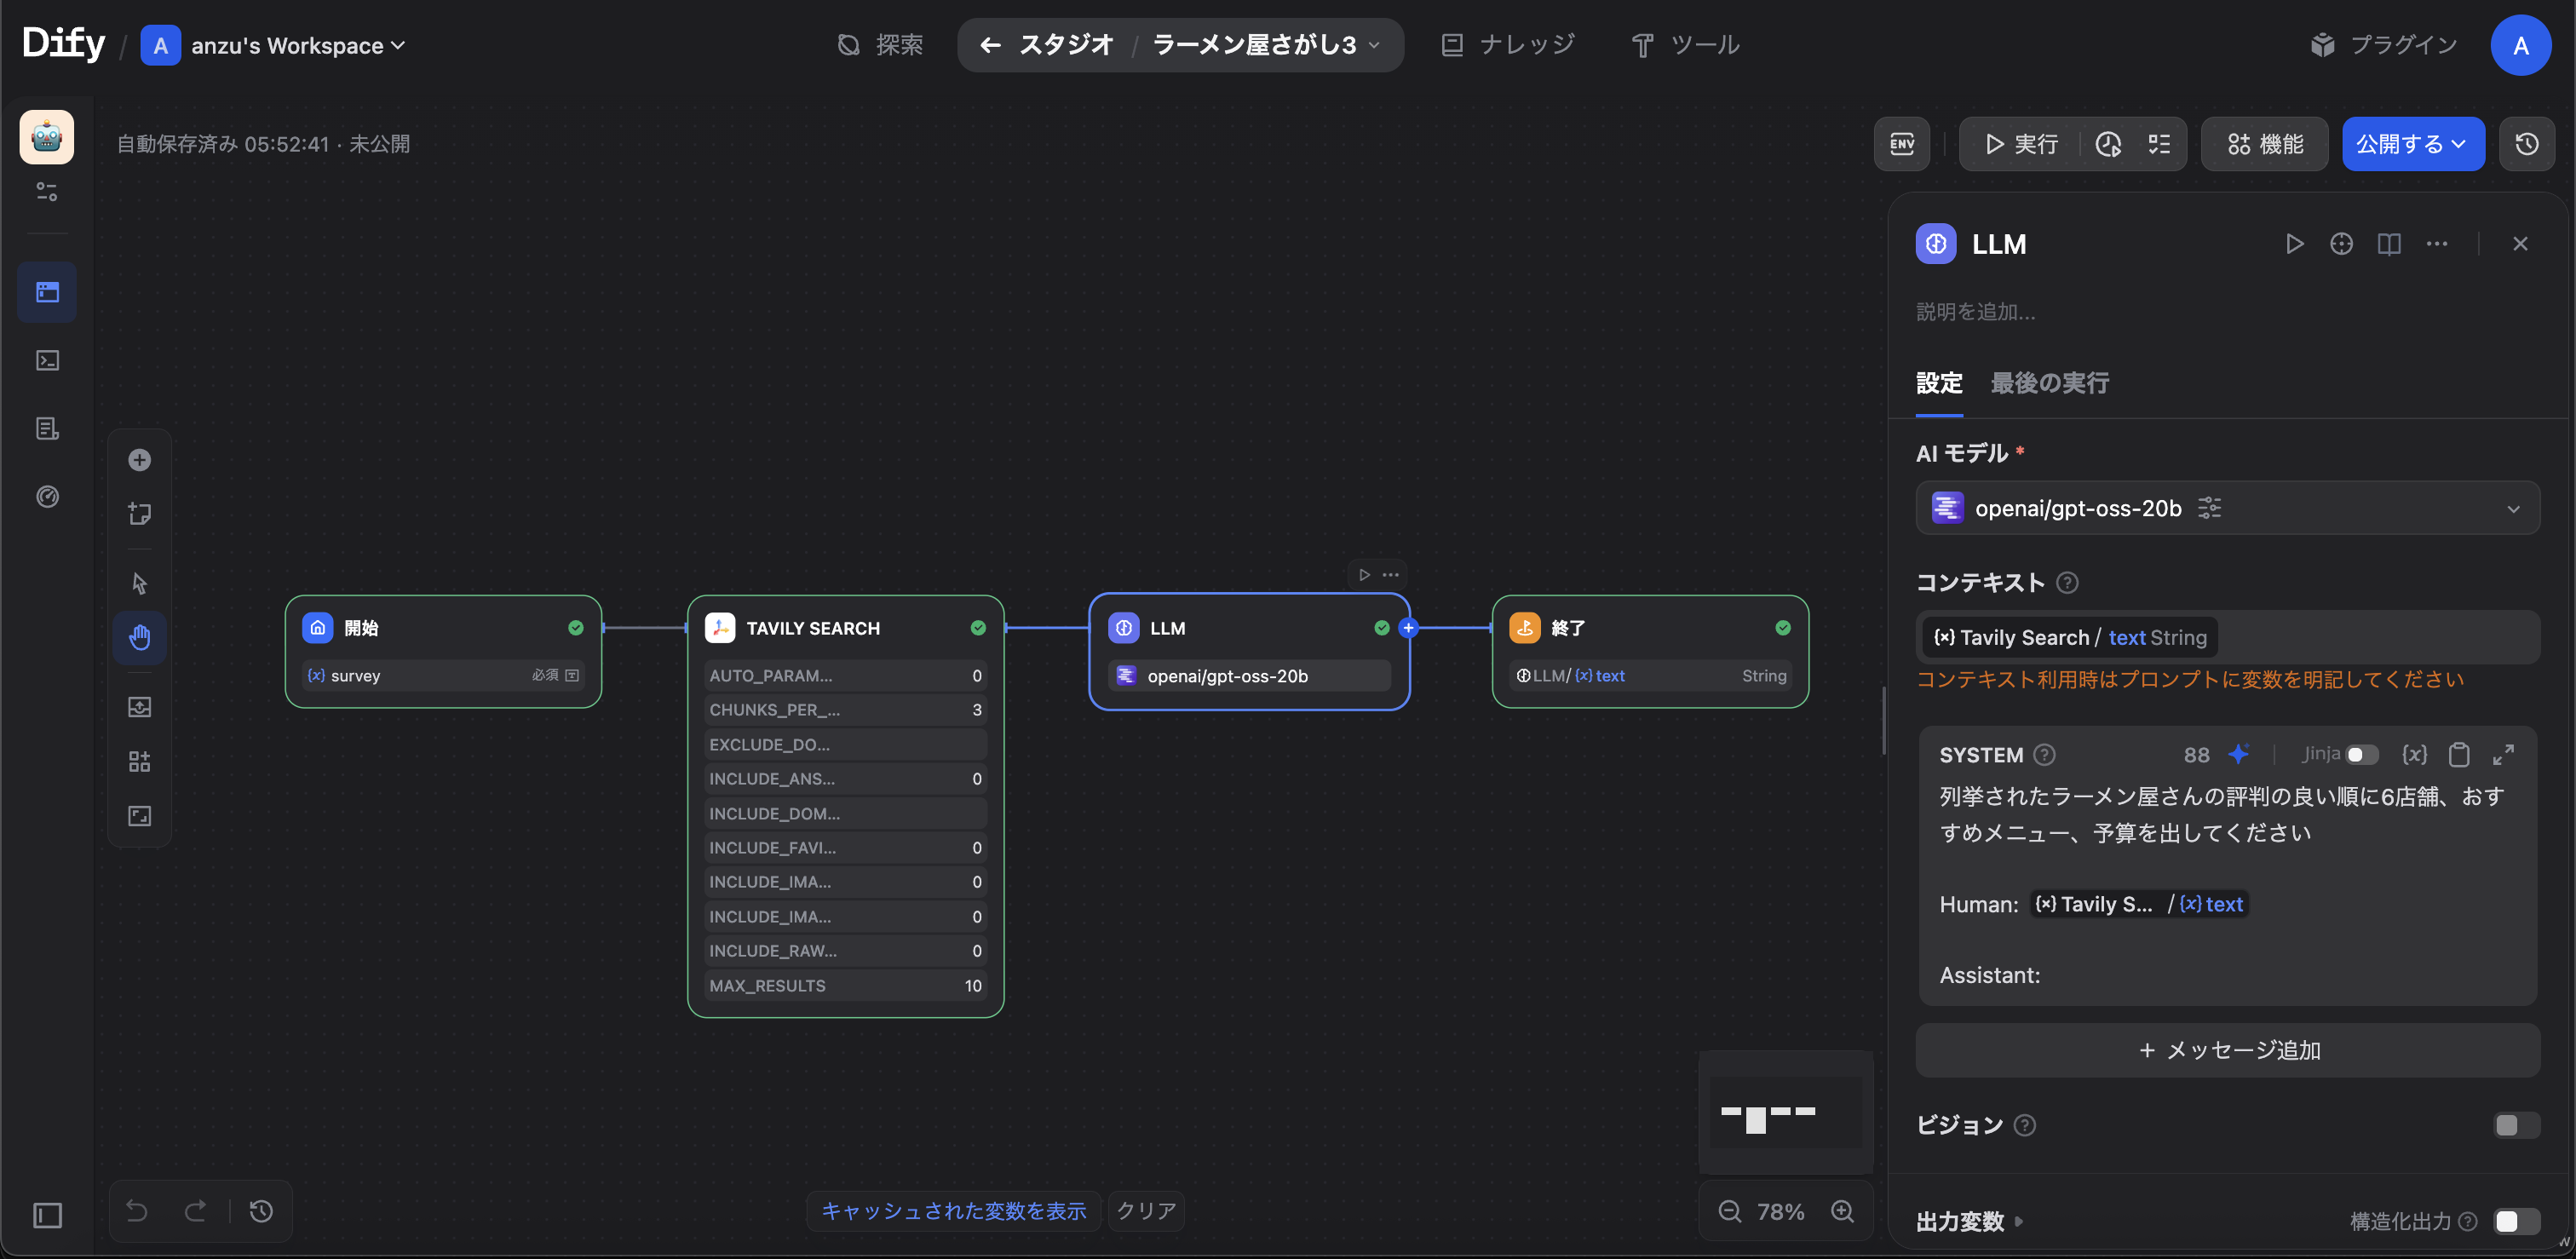 Dify / A anzu's Workspace
探索
スタジオ / ラーメン屋さがし3
ナレッジ
ツール
プラグイン
A
自動保存済み 05:52:41 · 未公開
ENV
実行
機能
公開する
開始
{x} survey 必須
TAVILY SEARCH
AUTO_PARAM... 0
CHUNKS_PER_... 3
EXCLUDE_DO...
INCLUDE_ANS... 0
INCLUDE_DOM...
INCLUDE_FAVI... 0
INCLUDE_IMA... 0
INCLUDE_IMA... 0
INCLUDE_RAW... 0
MAX_RESULTS 10
LLM
openai/gpt-oss-20b
終了
LLM/{x} text String
キャッシュされた変数を表示
クリア
78%
LLM
説明を追加...
設定 最後の実行
AI モデル *
openai/gpt-oss-20b
コンテキスト
{x} Tavily Search / text String
コンテキスト利用時はプロンプトに変数を明記してください
SYSTEM 88 Jinja {x}
列挙されたラーメン屋さんの評判の良い順に6店舗、おす
すめメニュー、予算を出してください
Human: {x} Tavily S... / {x} text
Assistant:
+ メッセージ追加
ビジョン
出力変数 構造化出力